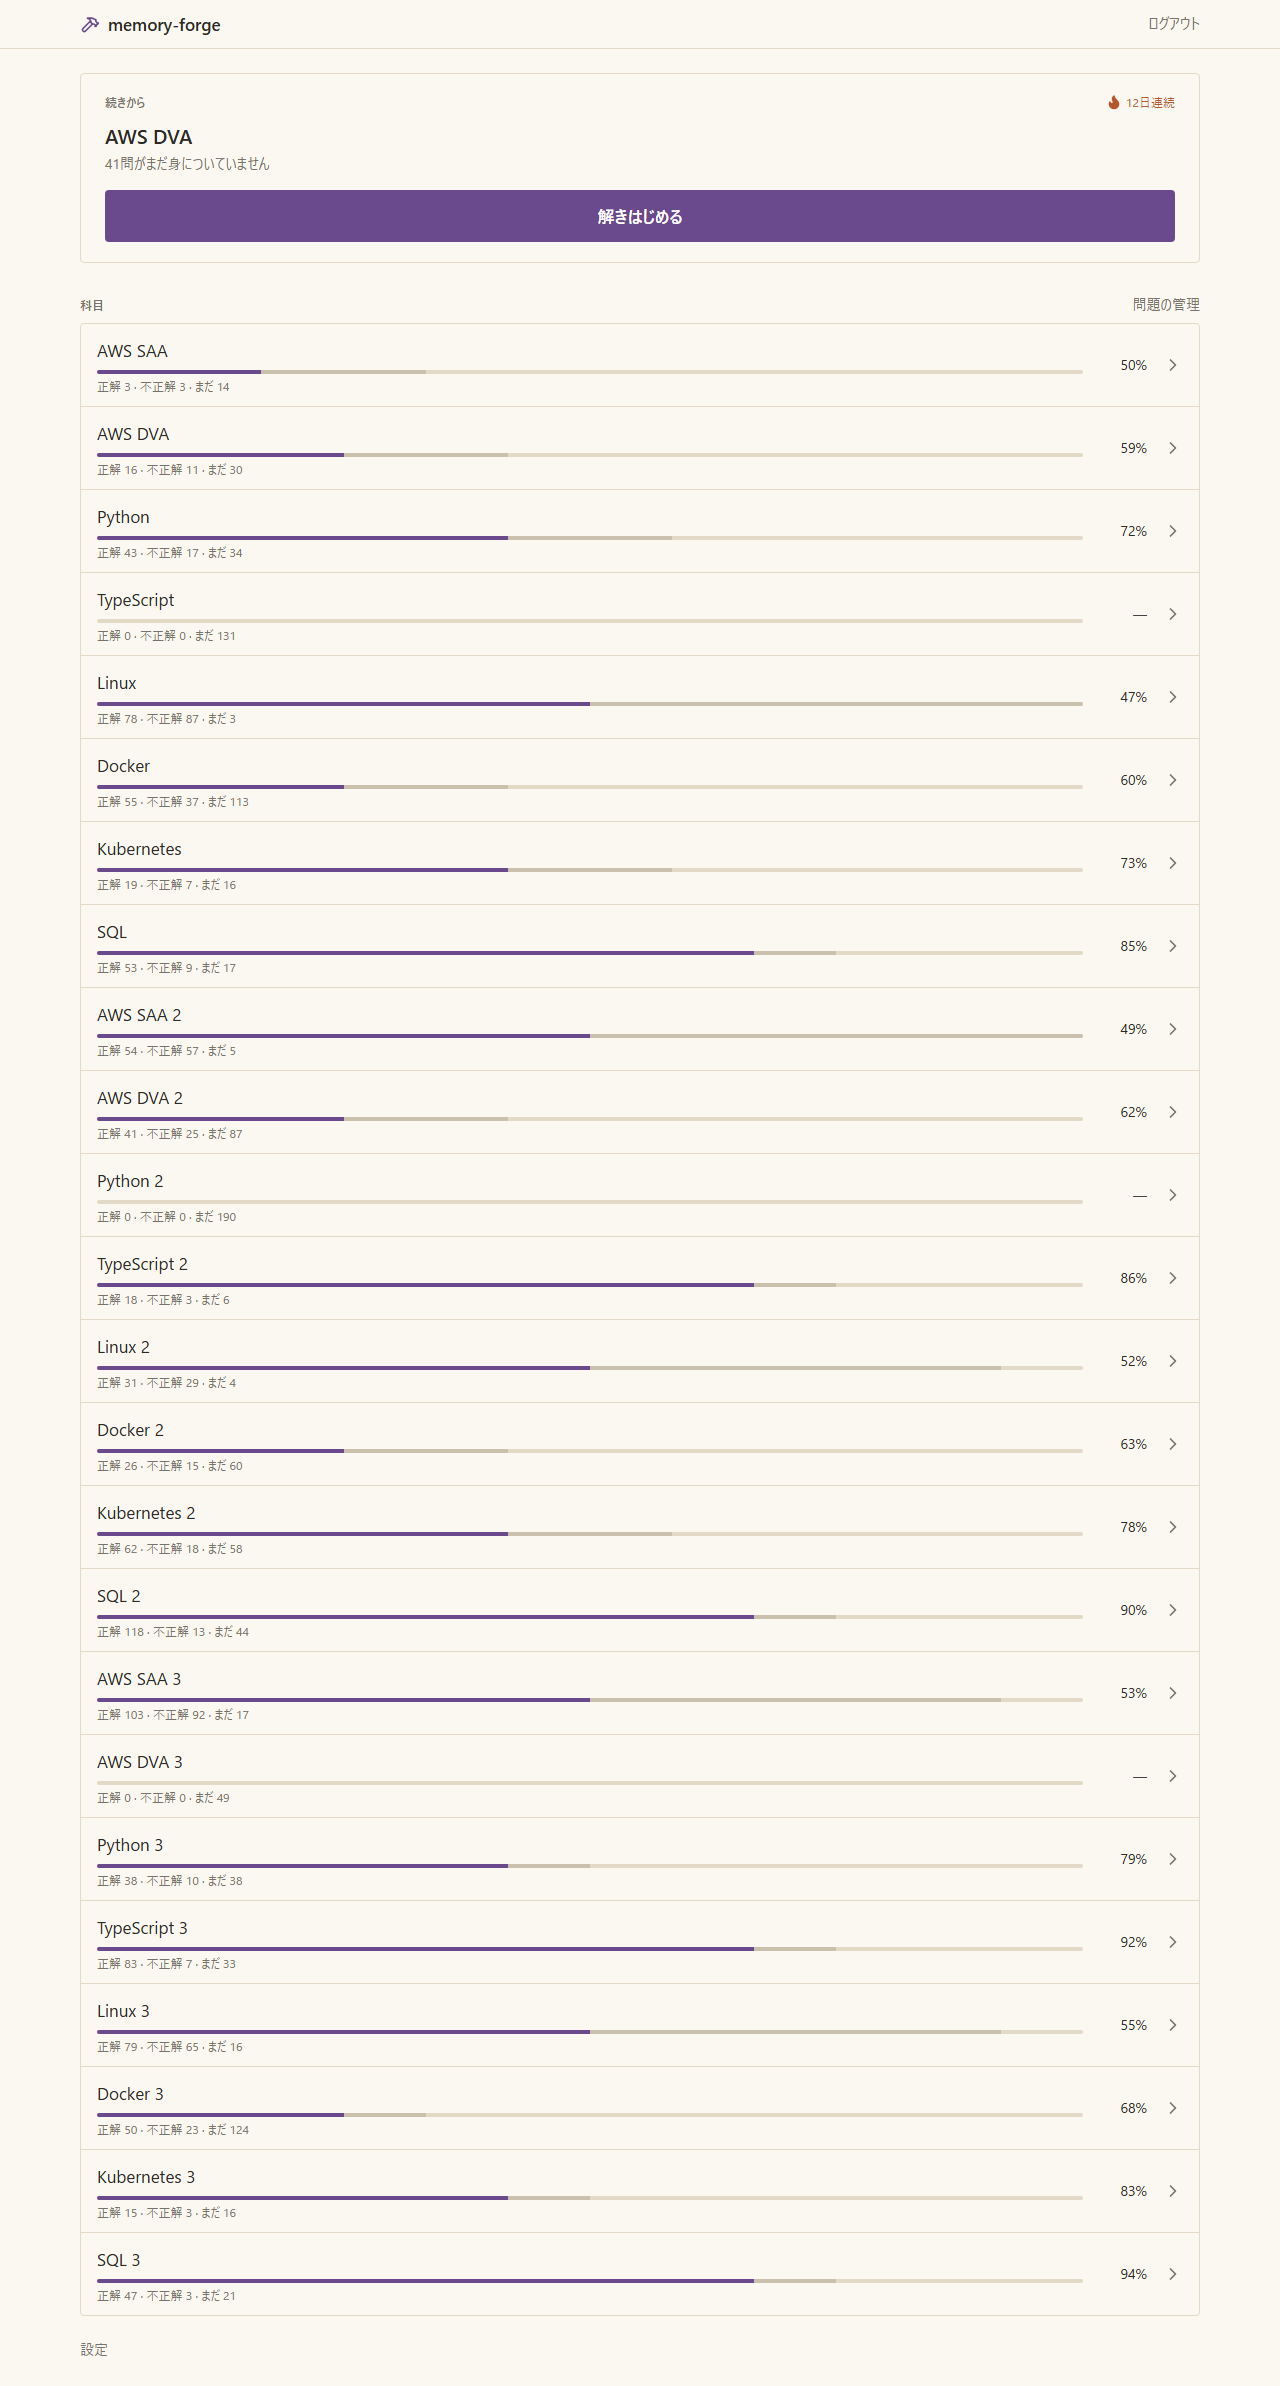 memory-forge
ログアウト
続きから
12日連続
AWS DVA
41問がまだ身についていません
解きはじめる
科目
問題の管理
AWS SAA
50%
正解 3 · 不正解 3 · まだ 14
AWS DVA
59%
正解 16 · 不正解 11 · まだ 30
Python
72%
正解 43 · 不正解 17 · まだ 34
TypeScript
—
正解 0 · 不正解 0 · まだ 131
Linux
47%
正解 78 · 不正解 87 · まだ 3
Docker
60%
正解 55 · 不正解 37 · まだ 113
Kubernetes
73%
正解 19 · 不正解 7 · まだ 16
SQL
85%
正解 53 · 不正解 9 · まだ 17
AWS SAA 2
49%
正解 54 · 不正解 57 · まだ 5
AWS DVA 2
62%
正解 41 · 不正解 25 · まだ 87
Python 2
—
正解 0 · 不正解 0 · まだ 190
TypeScript 2
86%
正解 18 · 不正解 3 · まだ 6
Linux 2
52%
正解 31 · 不正解 29 · まだ 4
Docker 2
63%
正解 26 · 不正解 15 · まだ 60
Kubernetes 2
78%
正解 62 · 不正解 18 · まだ 58
SQL 2
90%
正解 118 · 不正解 13 · まだ 44
AWS SAA 3
53%
正解 103 · 不正解 92 · まだ 17
AWS DVA 3
—
正解 0 · 不正解 0 · まだ 49
Python 3
79%
正解 38 · 不正解 10 · まだ 38
TypeScript 3
92%
正解 83 · 不正解 7 · まだ 33
Linux 3
55%
正解 79 · 不正解 65 · まだ 16
Docker 3
68%
正解 50 · 不正解 23 · まだ 124
Kubernetes 3
83%
正解 15 · 不正解 3 · まだ 16
SQL 3
94%
正解 47 · 不正解 3 · まだ 21
設定